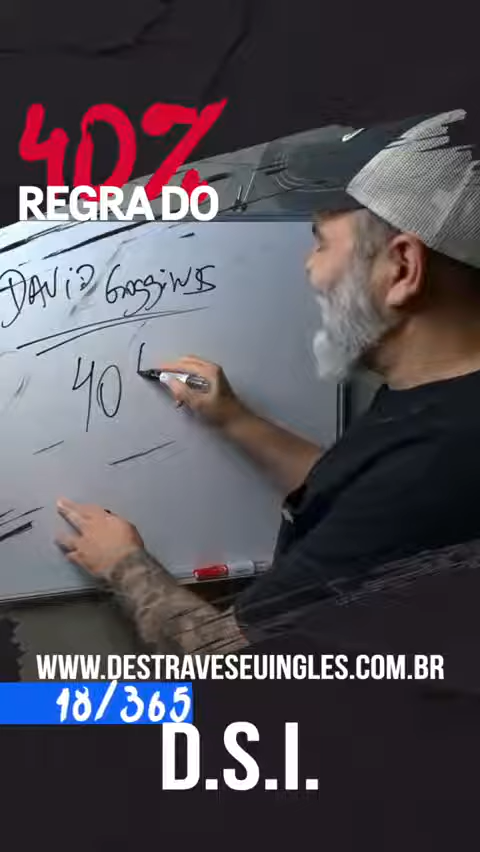 40%
REGRA DO
DAVID GOGGINS
40
WWW.DESTRAVESEUINGLES.COM.BR
18/365
D.S.I.